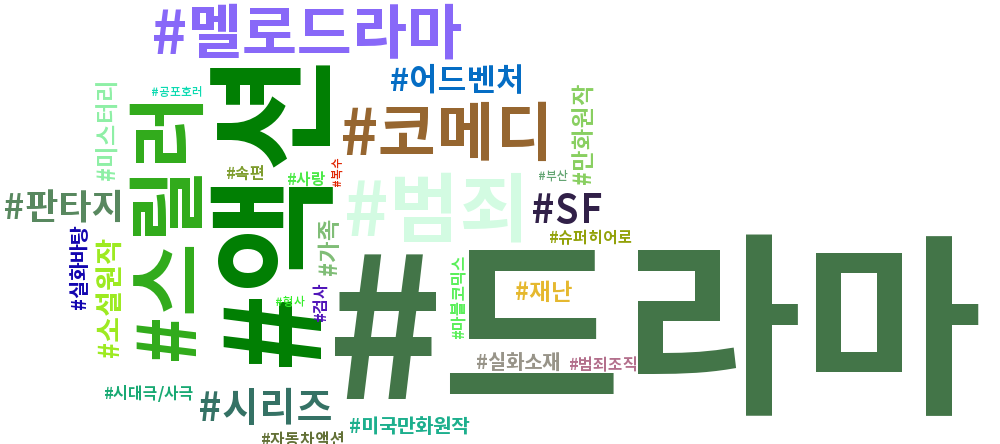 #멜로드라마
#어드벤처
#공포호러
#미스터리
#스릴러
#액션
#코메디
#만화원작
#속편
#사랑
#복수
#부산
#판타지
#범죄
#SF
#슈퍼히어로
#실화바탕
#소설원작
#가족
#드라마
#마블코믹스
#재난
#형사
#검사
#실화소재
#범죄조직
#시대극/사극
#시리즈
#미국만화원작
#자동차액션